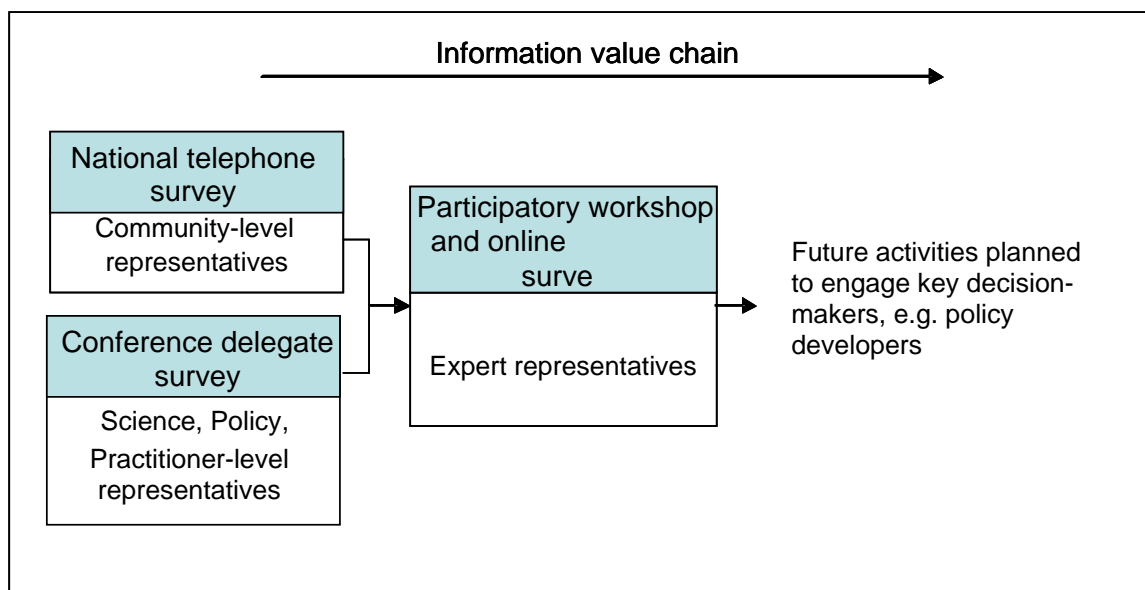 Information value chain
National telephone
survey
Community-level
representatives
Conference delegate
survey
Science, Policy,
Practitioner-level
representatives
Participatory workshop
and online
surve
Expert representatives
Future activities planned
to engage key decision-
makers, e.g. policy
developers